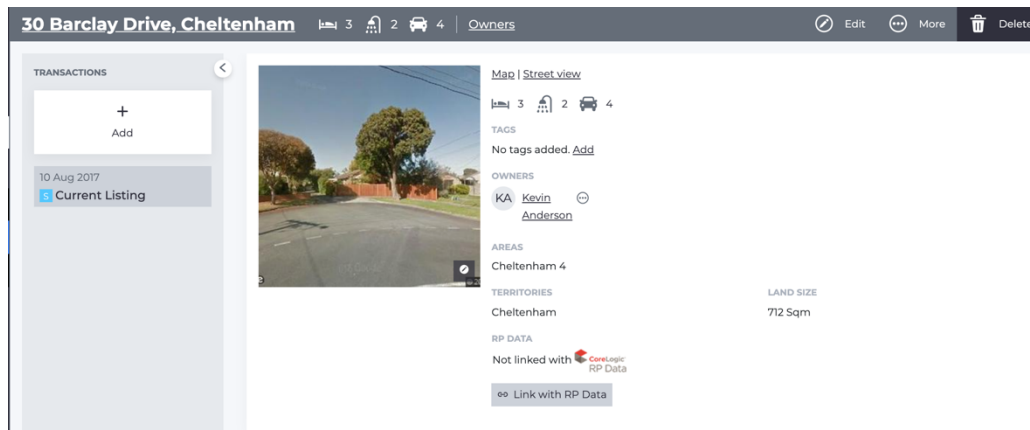 30 Barclay Drive, Cheltenham 3 2 4 Owners Edit More Delete
TRANSACTIONS
+
Add
10 Aug 2017
S Current Listing
Map | Street view
3 2 4
TAGS
No tags added. Add
OWNERS
KA Kevin
Anderson
AREAS
Cheltenham 4
TERRITORIES LAND SIZE
Cheltenham 712 Sqm
RP DATA
Not linked with CoreLogic
RP Data
Link with RP Data